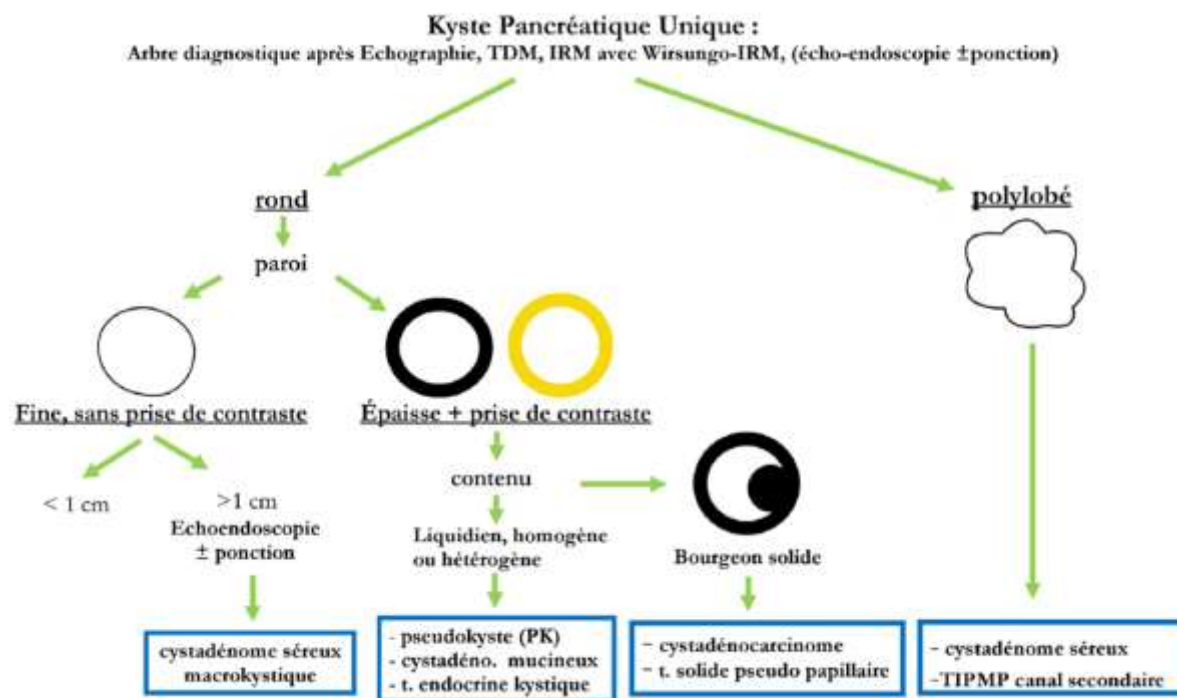 Kyste Pancréatique Unique :
Arbre diagnostique après Echographie, TDM, IRM avec Wirsungo-IRM, (écho-endoscopie ±ponction)
rond
polylobé
paroi
Fine, sans prise de contraste
Épaisse + prise de contraste
< 1 cm
>1 cm
Echoendoscopie
± ponction
contenu
Liquidien, homogène
ou hétérogène
Bourgeon solide
cystadénome séreux
macrokystique
- pseudokyste (PK)
- cystadéno. mucineux
- t. endocrine kystique
- cystadénocarcinome
- t. solide pseudo papillaire
- cystadénome séreux
-TIPMP canal secondaire